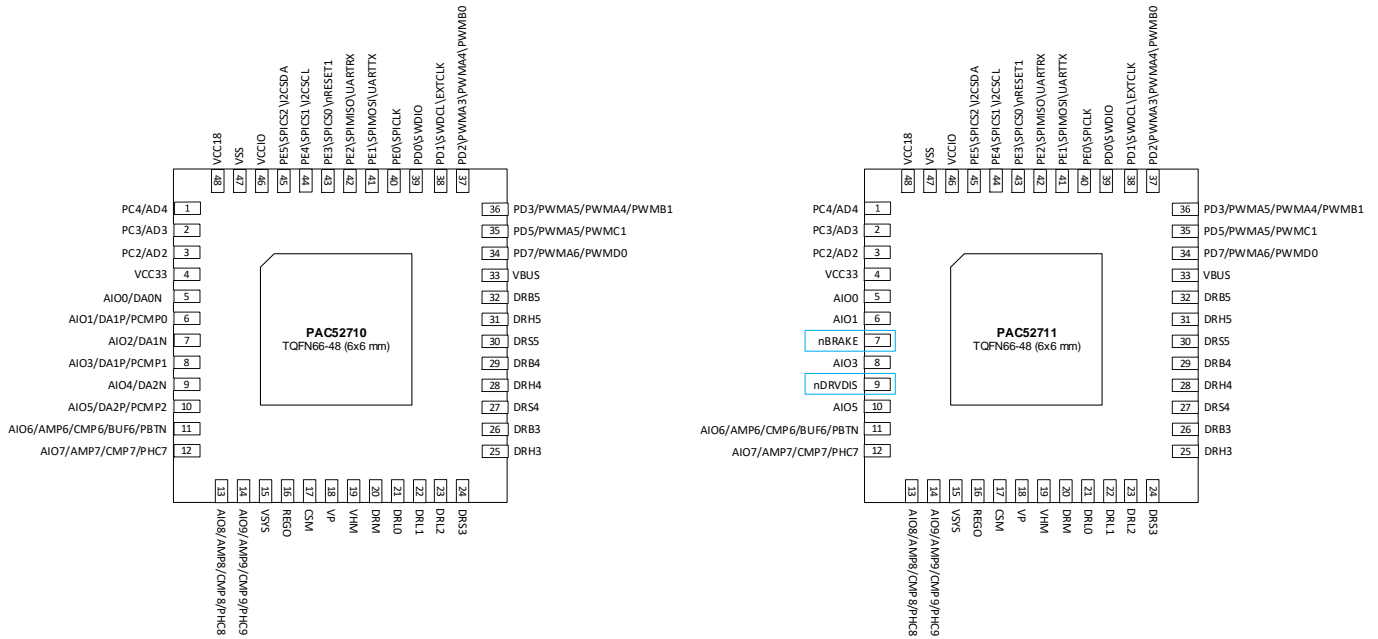 VCC18
VSS
VCCIO
PE5\SPICS2\I2CSDA
PE4\SPICS1\I2CSCL
PE3\SPICS0\nRESET1
PE2\SPIMISO\UARTRX
PE1\SPIMOSI\UARTTX
PE0\SPICLK
PD0\SWDIO
PD1\SWDCL\EXTCLK
PD2\PWMA3\PWMA4\PWMB0
48
47
46
45
44
43
42
41
40
39
38
37
PC4/AD4 1
PC3/AD3 2
PC2/AD2 3
VCC33 4
AIO0/DA0N 5
AIO1/DA1P/PCMP0 6
AIO2/DA1N 7
AIO3/DA1P/PCMP1 8
AIO4/DA2N 9
AIO5/DA2P/PCMP2 10
AIO6/AMP6/CMP6/BUF6/PBTN 11
AIO7/AMP7/CMP7/PHC7 12
PAC52710
TQFN66-48 (6x6 mm)
36 PD3/PWMA5/PWMA4/PWMB1
35 PD5/PWMA5/PWMC1
34 PD7/PWMA6/PWMD0
33 VBUS
32 DRB5
31 DRH5
30 DRS5
29 DRB4
28 DRH4
27 DRS4
26 DRB3
25 DRH3
13
14
15
16
17
18
19
20
21
22
23
24
AIO8/AMP8/CMP8/PHC8
AIO9/AMP9/CMP9/PHC9
VSYS
REGO
CSM
VP
VHM
DRM
DRL0
DRL1
DRL2
DRS3
VCC18
VSS
VCCIO
PE5\SPICS2\I2CSDA
PE4\SPICS1\I2CSCL
PE3\SPICS0\nRESET1
PE2\SPIMISO\UARTRX
PE1\SPIMOSI\UARTTX
PE0\SPICLK
PD0\SWDIO
PD1\SWDCL\EXTCLK
PD2\PWMA3\PWMA4\PWMB0
48
47
46
45
44
43
42
41
40
39
38
37
PC4/AD4 1
PC3/AD3 2
PC2/AD2 3
VCC33 4
AIO0 5
AIO1 6
nBRAKE 7
AIO3 8
nDRVDIS 9
AIO5 10
AIO6/AMP6/CMP6/BUF6/PBTN 11
AIO7/AMP7/CMP7/PHC7 12
PAC52711
TQFN66-48 (6x6 mm)
36 PD3/PWMA5/PWMA4/PWMB1
35 PD5/PWMA5/PWMC1
34 PD7/PWMA6/PWMD0
33 VBUS
32 DRB5
31 DRH5
30 DRS5
29 DRB4
28 DRH4
27 DRS4
26 DRB3
25 DRH3
13
14
15
16
17
18
19
20
21
22
23
24
AIO8/AMP8/CMP8/PHC8
AIO9/AMP9/CMP9/PHC9
VSYS
REGO
CSM
VP
VHM
DRM
DRL0
DRL1
DRL2
DRS3